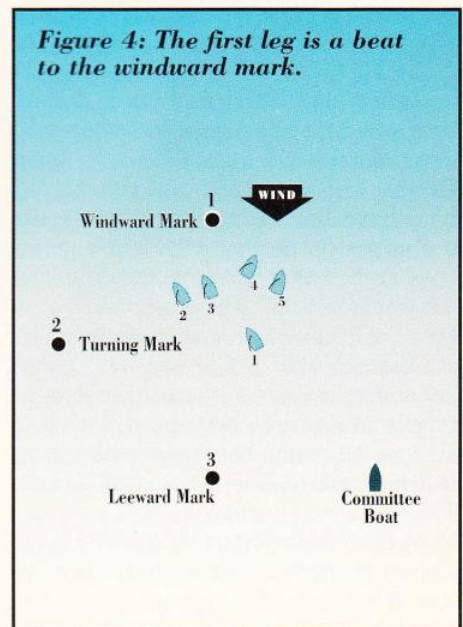 Figure 4: The first leg is a beat
to the windward mark.
WIND
1
Windward Mark
4
5
2
3
2
Turning Mark
1
3
Leeward Mark
Committee
Boat